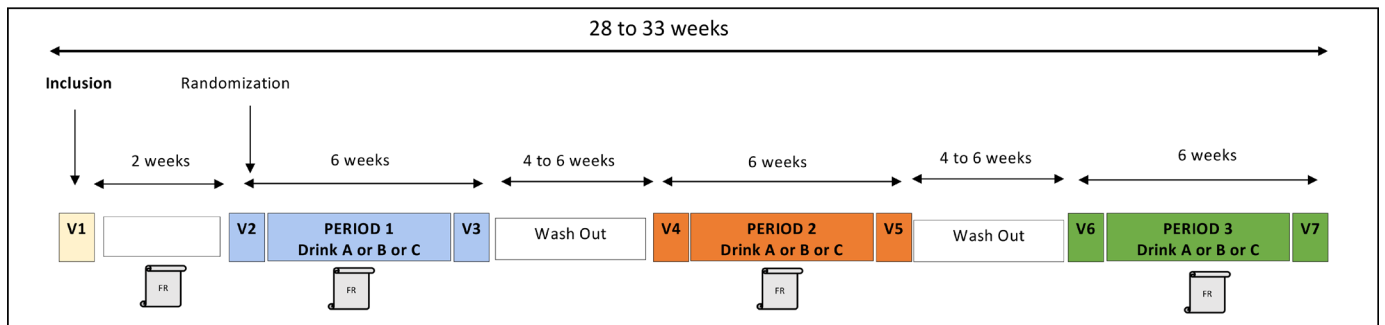 28 to 33 weeks
Inclusion
Randomization
2 weeks
6 weeks
4 to 6 weeks
6 weeks
4 to 6 weeks
6 weeks
V1
V2
PERIOD 1
Drink A or B or C
V3
Wash Out
V4
PERIOD 2
Drink A or B or C
V5
Wash Out
V6
PERIOD 3
Drink A or B or C
V7
FR
FR
FR
FR